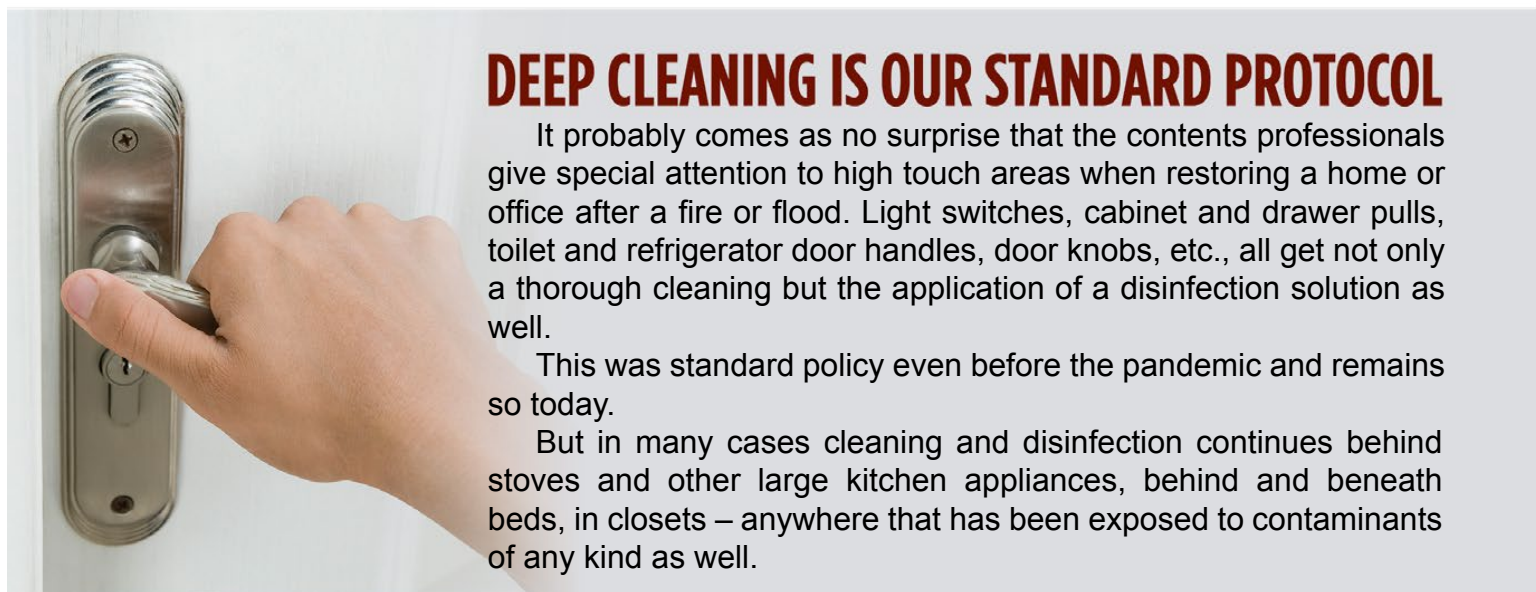 DEEP CLEANING IS OUR STANDARD PROTOCOL
It probably comes as no surprise that the contents professionals
give special attention to high touch areas when restoring a home or
office after a fire or flood. Light switches, cabinet and drawer pulls,
toilet and refrigerator door handles, door knobs, etc., all get not only
a thorough cleaning but the application of a disinfection solution as
well.
This was standard policy even before the pandemic and remains
so today.
But in many cases cleaning and disinfection continues behind
stoves and other large kitchen appliances, behind and beneath
beds, in closets – anywhere that has been exposed to contaminants
of any kind as well.